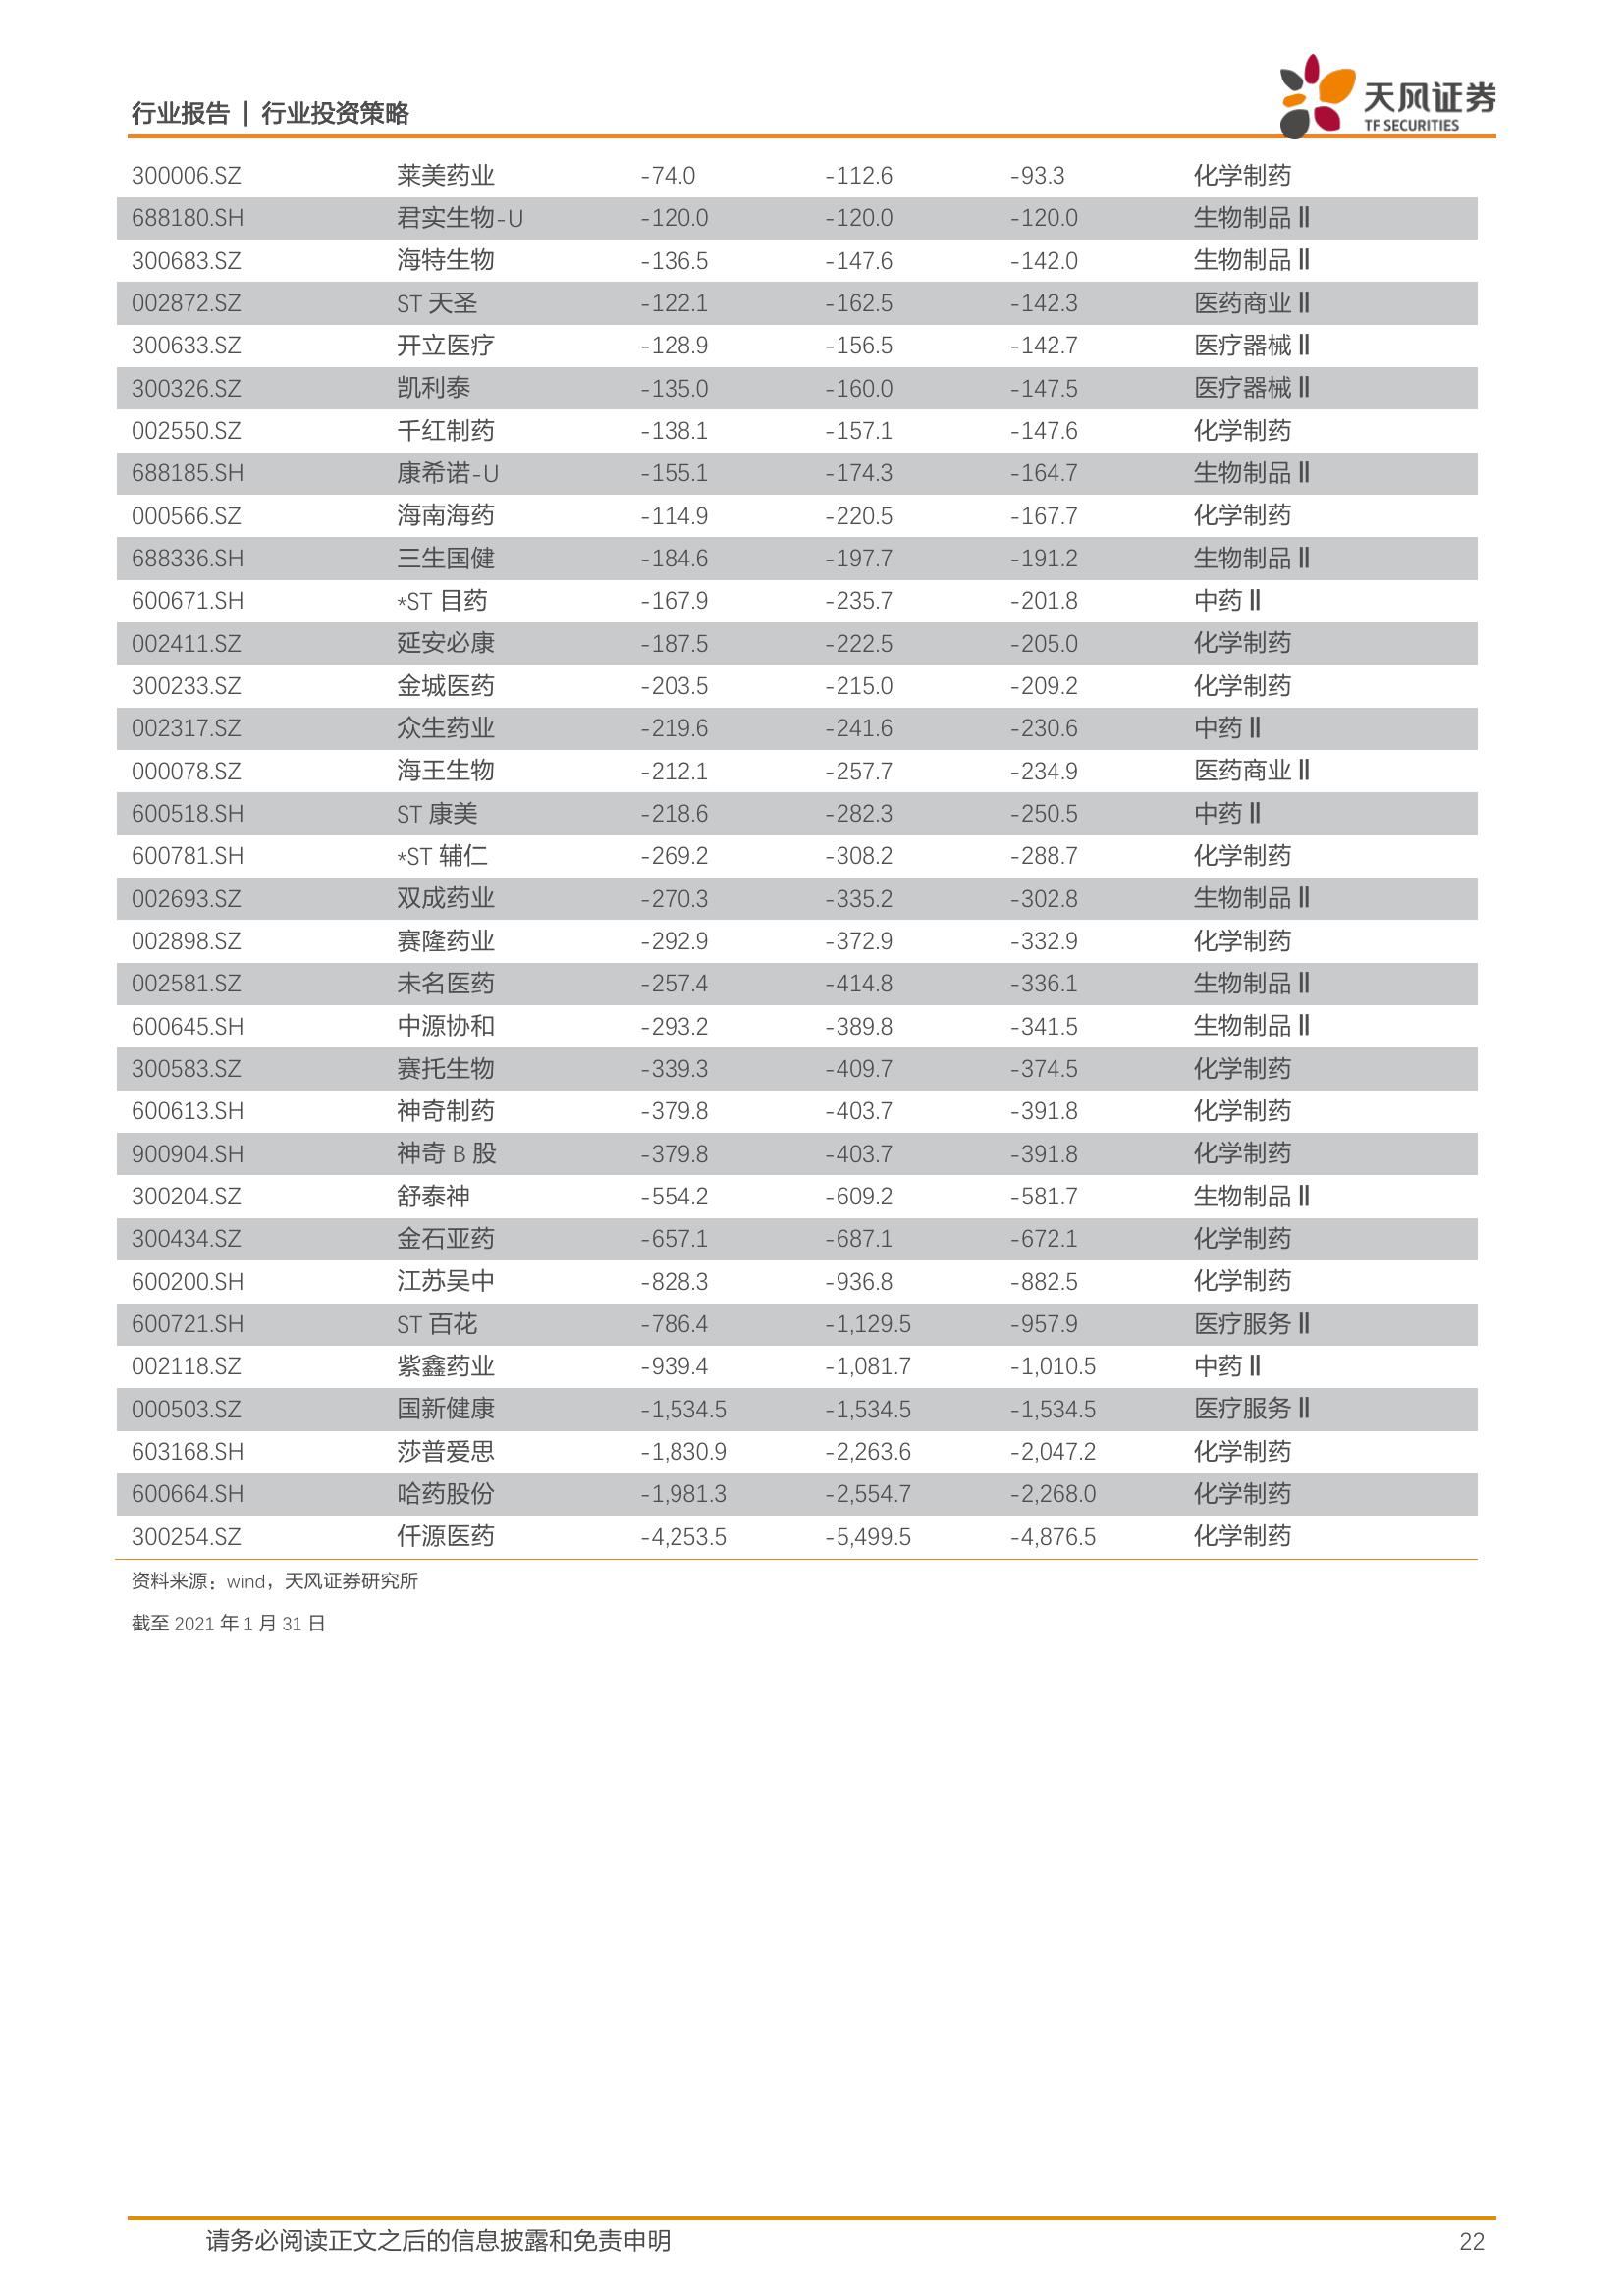 行业报告 | 行业投资策略
天风证券
TF SECURITIES
300006.SZ 莱美药业 -74.0 -112.6 -93.3 化学制药
688180.SH 君实生物-U -120.0 -120.0 -120.0 生物制品Ⅱ
300683.SZ 海特生物 -136.5 -147.6 -142.0 生物制品Ⅱ
002872.SZ ST 天圣 -122.1 -162.5 -142.3 医药商业Ⅱ
300633.SZ 开立医疗 -128.9 -156.5 -142.7 医疗器械Ⅱ
300326.SZ 凯利泰 -135.0 -160.0 -147.5 医疗器械Ⅱ
002550.SZ 千红制药 -138.1 -157.1 -147.6 化学制药
688185.SH 康希诺-U -155.1 -174.3 -164.7 生物制品Ⅱ
000566.SZ 海南海药 -114.9 -220.5 -167.7 化学制药
688336.SH 三生国健 -184.6 -197.7 -191.2 生物制品Ⅱ
600671.SH *ST 目药 -167.9 -235.7 -201.8 中药Ⅱ
002411.SZ 延安必康 -187.5 -222.5 -205.0 化学制药
300233.SZ 金城医药 -203.5 -215.0 -209.2 化学制药
002317.SZ 众生药业 -219.6 -241.6 -230.6 中药Ⅱ
000078.SZ 海王生物 -212.1 -257.7 -234.9 医药商业Ⅱ
600518.SH ST 康美 -218.6 -282.3 -250.5 中药Ⅱ
600781.SH *ST 辅仁 -269.2 -308.2 -288.7 化学制药
002693.SZ 双成药业 -270.3 -335.2 -302.8 生物制品Ⅱ
002898.SZ 赛隆药业 -292.9 -372.9 -332.9 化学制药
002581.SZ 未名医药 -257.4 -414.8 -336.1 生物制品Ⅱ
600645.SH 中源协和 -293.2 -389.8 -341.5 生物制品Ⅱ
300583.SZ 赛托生物 -339.3 -409.7 -374.5 化学制药
600613.SH 神奇制药 -379.8 -403.7 -391.8 化学制药
900904.SH 神奇 B 股 -379.8 -403.7 -391.8 化学制药
300204.SZ 舒泰神 -554.2 -609.2 -581.7 生物制品Ⅱ
300434.SZ 金石亚药 -657.1 -687.1 -672.1 化学制药
600200.SH 江苏吴中 -828.3 -936.8 -882.5 化学制药
600721.SH ST 百花 -786.4 -1,129.5 -957.9 医疗服务Ⅱ
002118.SZ 紫鑫药业 -939.4 -1,081.7 -1,010.5 中药Ⅱ
000503.SZ 国新健康 -1,534.5 -1,534.5 -1,534.5 医疗服务Ⅱ
603168.SH 莎普爱思 -1,830.9 -2,263.6 -2,047.2 化学制药
600664.SH 哈药股份 -1,981.3 -2,554.7 -2,268.0 化学制药
300254.SZ 仟源医药 -4,253.5 -5,499.5 -4,876.5 化学制药
资料来源：wind，天风证券研究所
截至 2021 年 1 月 31 日
请务必阅读正文之后的信息披露和免责申明 22